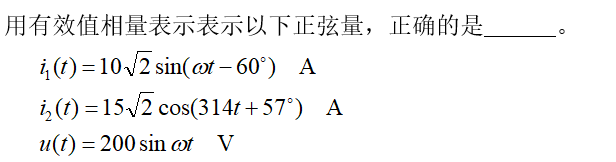 用有效值相量表示表示以下正弦量，正确的是______。
i₁(t) = 10√2 sin(ωt − 60°) A
i₂(t) = 15√2 cos(314t + 57°) A
u(t) = 200 sin ωt V